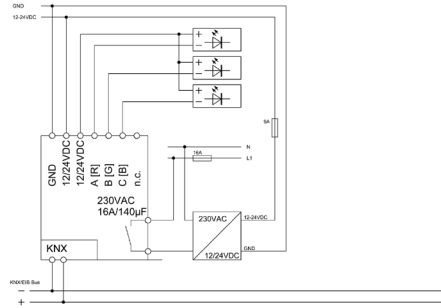 GND
12-24VDC
+
−
+
−
+
−
9A
N
16A
L1
GND
12/24VDC
12/24VDC
A [R]
B [G]
C [B]
n.c.
230VAC
16A/140µF
230VAC
12-24VDC
GND
12/24VDC
KNX
KNX/EIB Bus
−
+